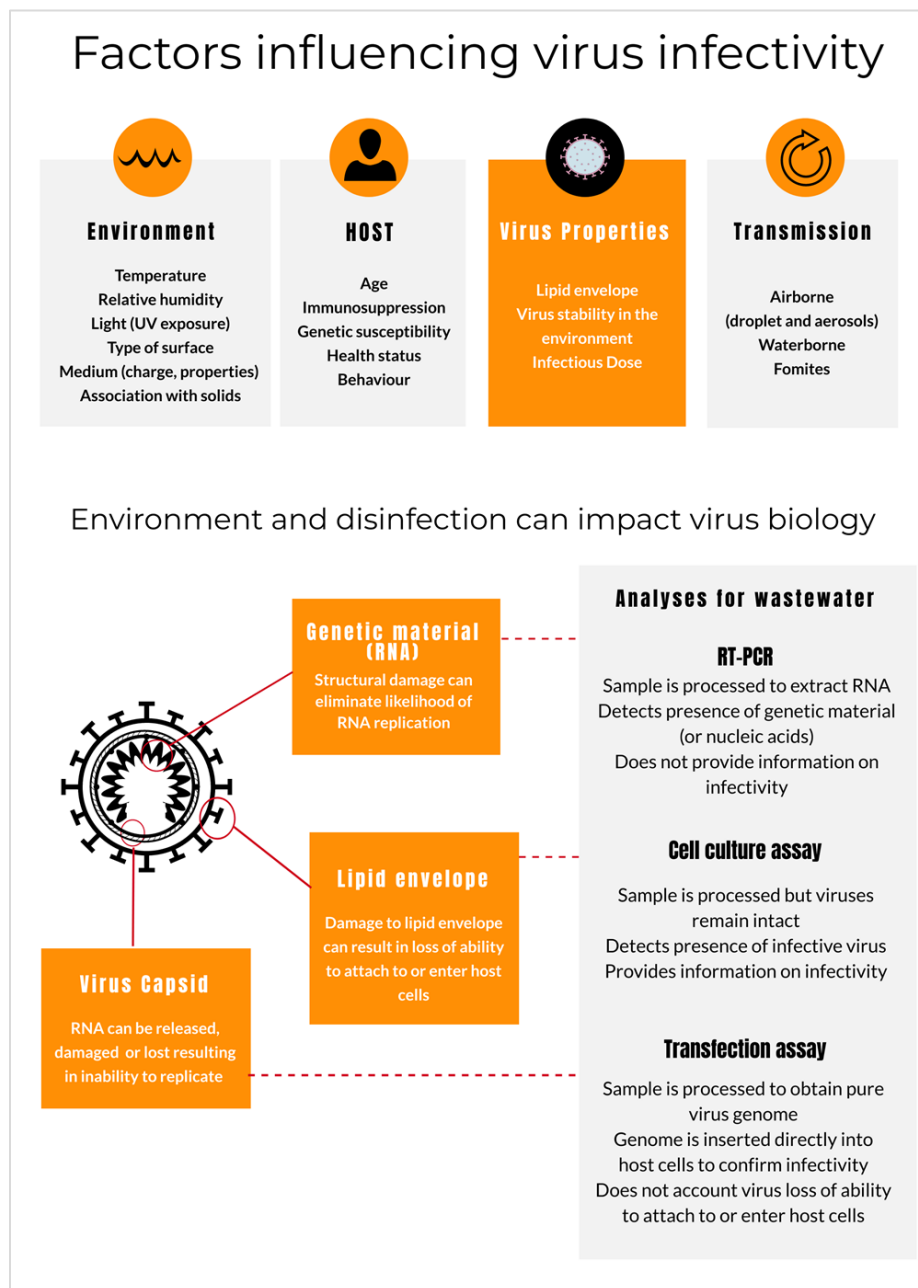 Factors influencing virus infectivity
Environment
Temperature
Relative humidity
Light (UV exposure)
Type of surface
Medium (charge, properties)
Association with solids
HOST
Age
Immunosuppression
Genetic susceptibility
Health status
Behaviour
Virus Properties
Lipid envelope
Virus stability in the
environment
Infectious Dose
Transmission
Airborne
(droplet and aerosols)
Waterborne
Fomites
Environment and disinfection can impact virus biology
Genetic material
(RNA)
Structural damage can
eliminate likelihood of
RNA replication
Lipid envelope
Damage to lipid envelope
can result in loss of ability
to attach to or enter host
cells
Virus Capsid
RNA can be released,
damaged or lost resulting
in inability to replicate
Analyses for wastewater
RT-PCR
Sample is processed to extract RNA
Detects presence of genetic material
(or nucleic acids)
Does not provide information on
infectivity
Cell culture assay
Sample is processed but viruses
remain intact
Detects presence of infective virus
Provides information on infectivity
Transfection assay
Sample is processed to obtain pure
virus genome
Genome is inserted directly into
host cells to confirm infectivity
Does not account virus loss of ability
to attach to or enter host cells